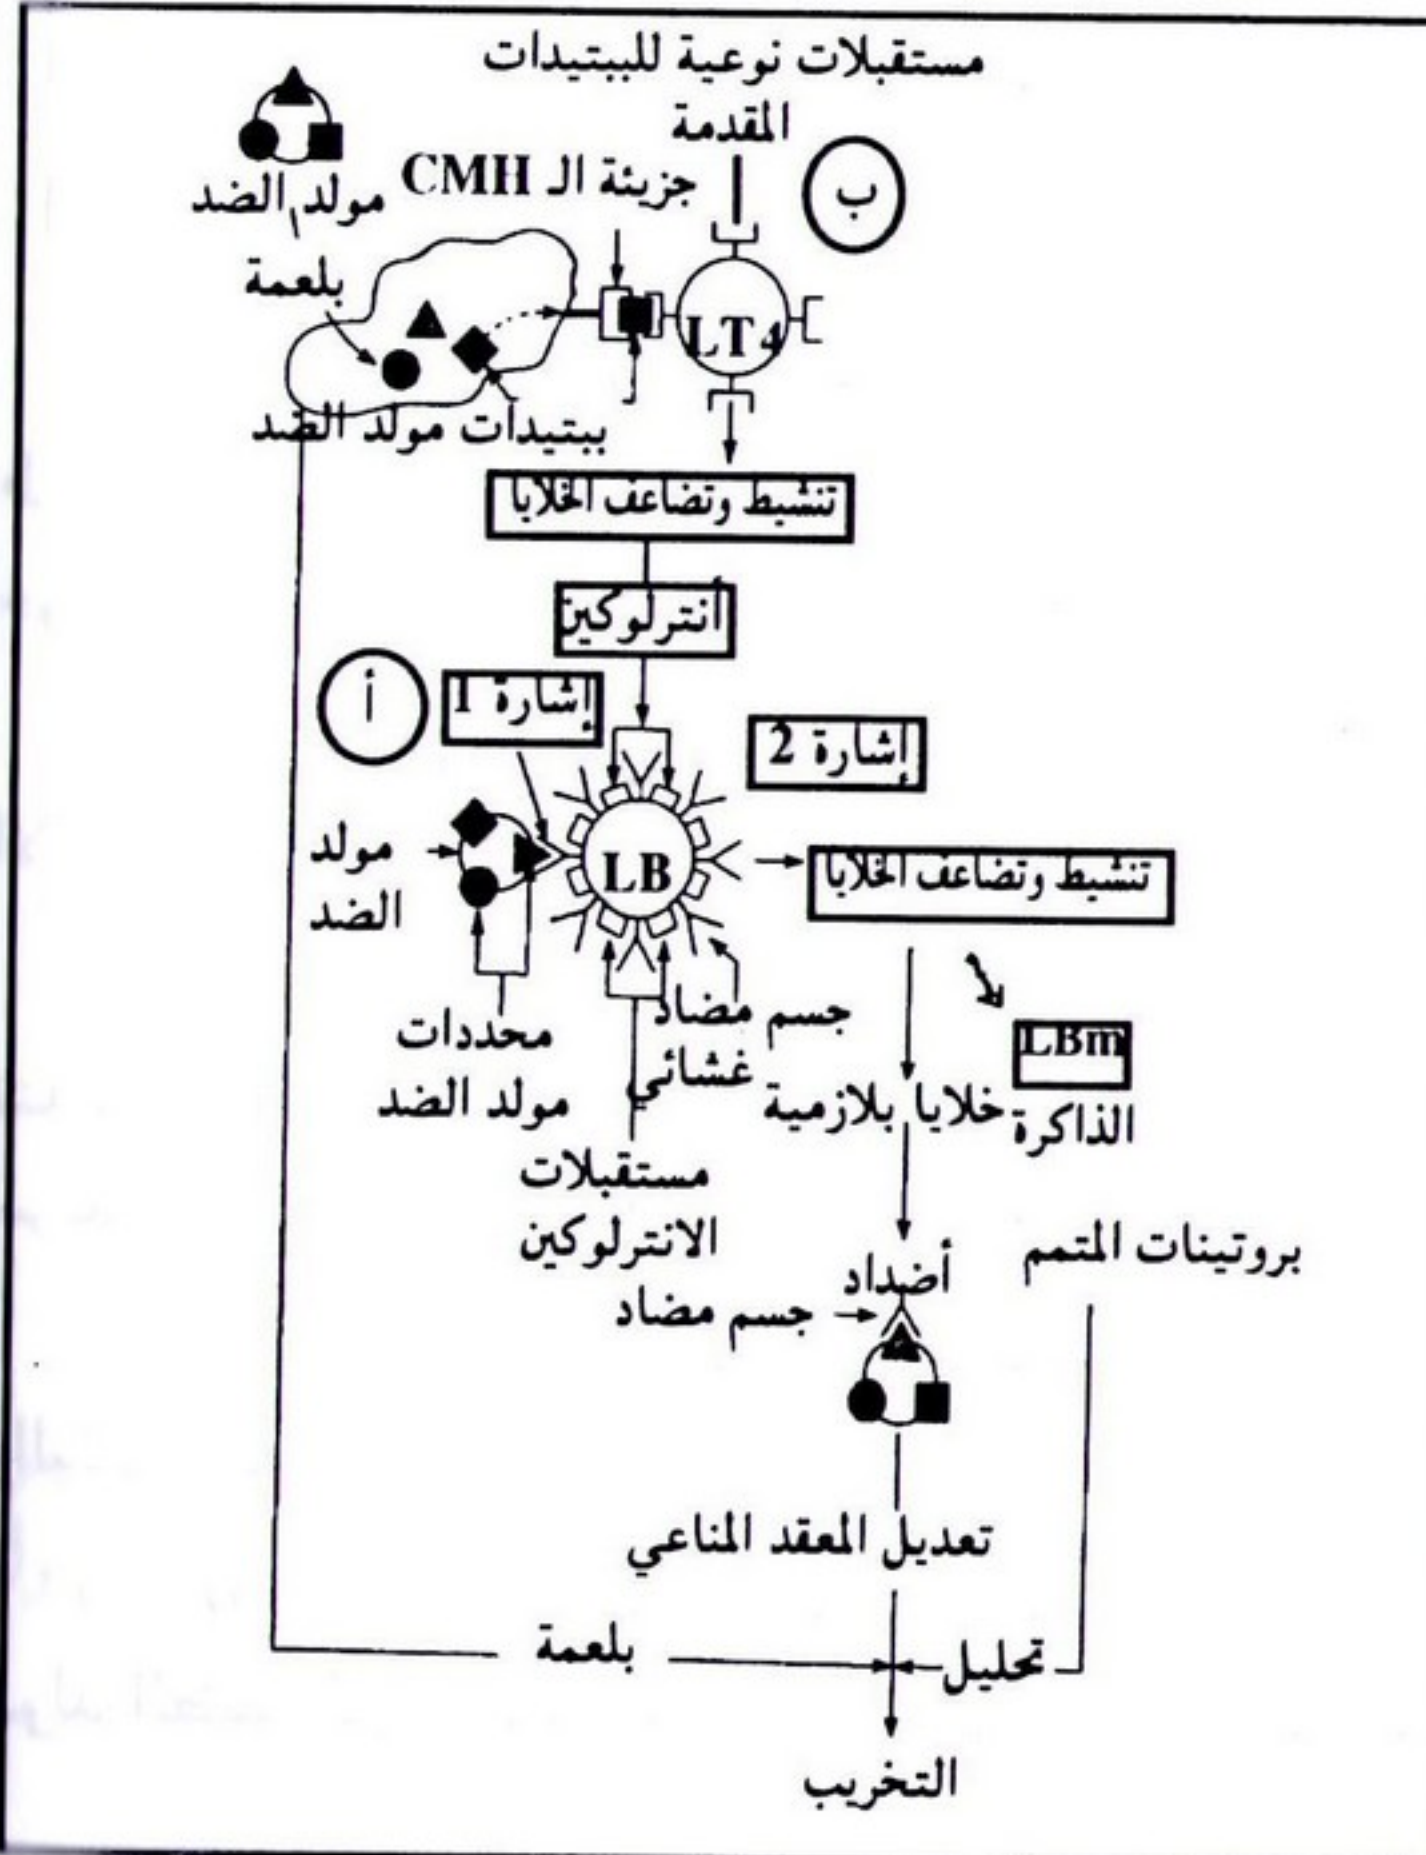 مستقبلات نوعية للببتيدات
المقدمة
ب
جزيئة الـ CMH
مولد الضد
بلعمة
LT4
ببتيدات مولد الضد
تنشيط وتضاعف الخلايا
أنترلوكين
أ
إشارة 1
إشارة 2
مولد
الضد
LB
تنشيط وتضاعف الخلايا
محددات
مولد الضد
جسم مضاد
غشائي
LBm
الذاكرة
خلايا بلازمية
مستقبلات
الانترلوكين
بروتينات المتمم
أضداد
جسم مضاد
تعديل المعقد المناعي
بلعمة
تحليل
التخريب